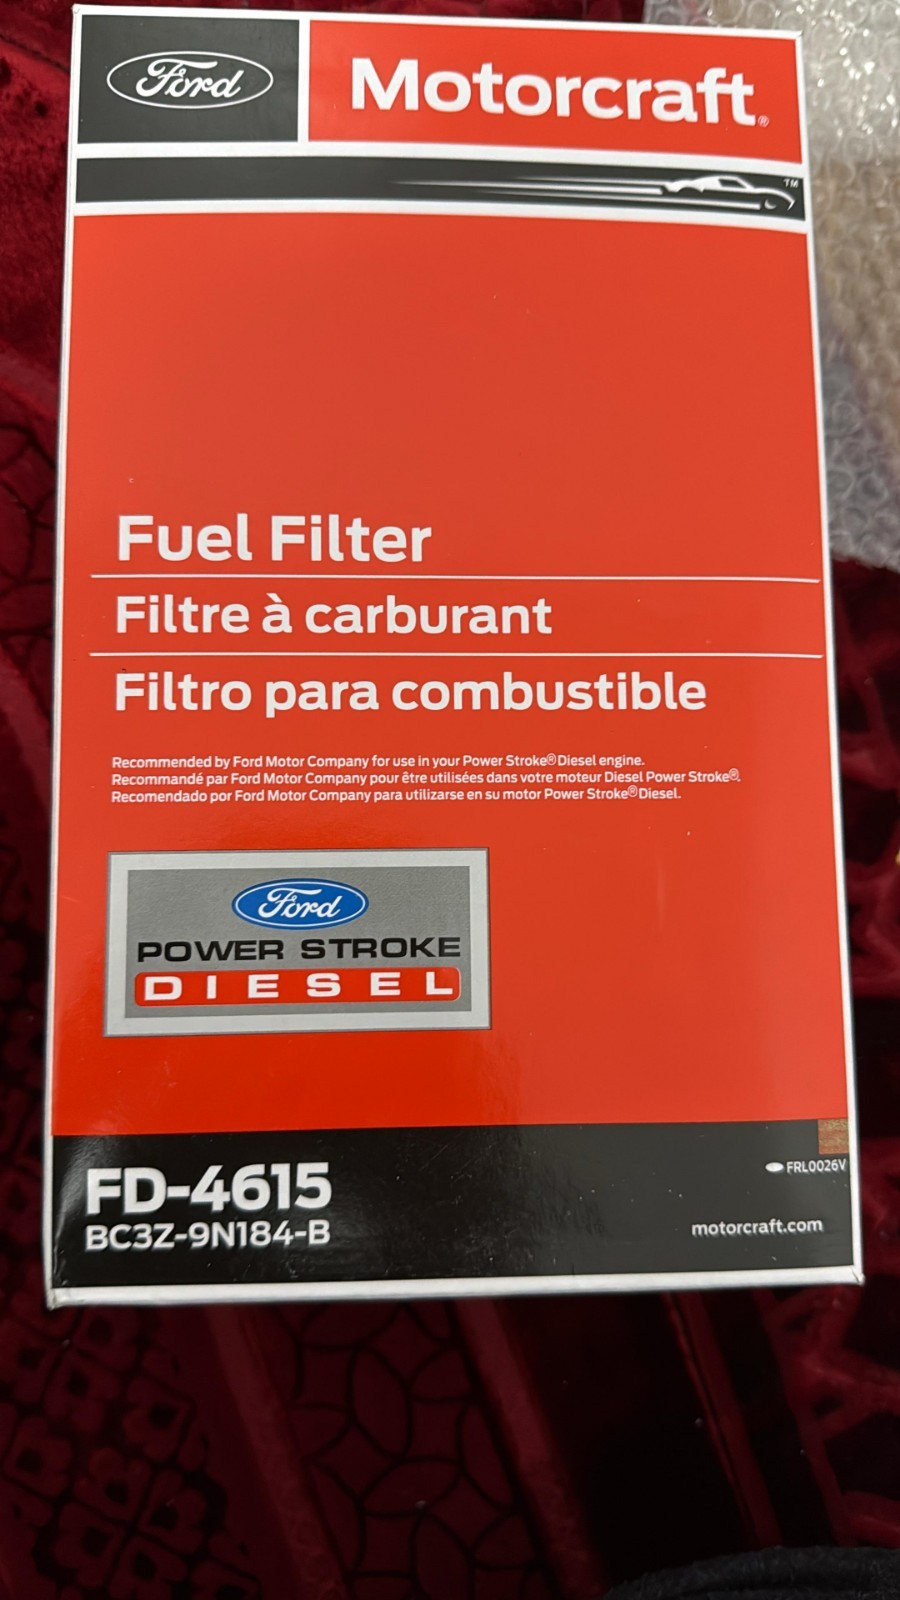 Ford
Motorcraft®
TM
Fuel Filter
Filtre à carburant
Filtro para combustible
Recommended by Ford Motor Company for use in your Power Stroke® Diesel engine.
Recommandé par Ford Motor Company pour être utilisées dans votre moteur Diesel Power Stroke®.
Recomendado por Ford Motor Company para utilizarse en su motor Power Stroke® Diesel.
Ford
POWER STROKE
DIESEL
FD-4615
BC3Z-9N184-B
FRL0026V
motorcraft.com